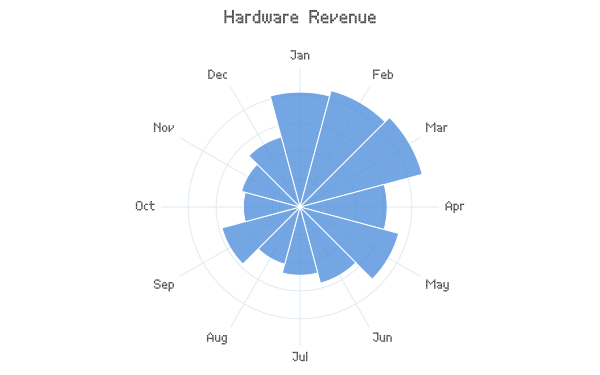 Hardware Revenue
Jan
Feb
Mar
Apr
May
Jun
Jul
Aug
Sep
Oct
Nov
Dec